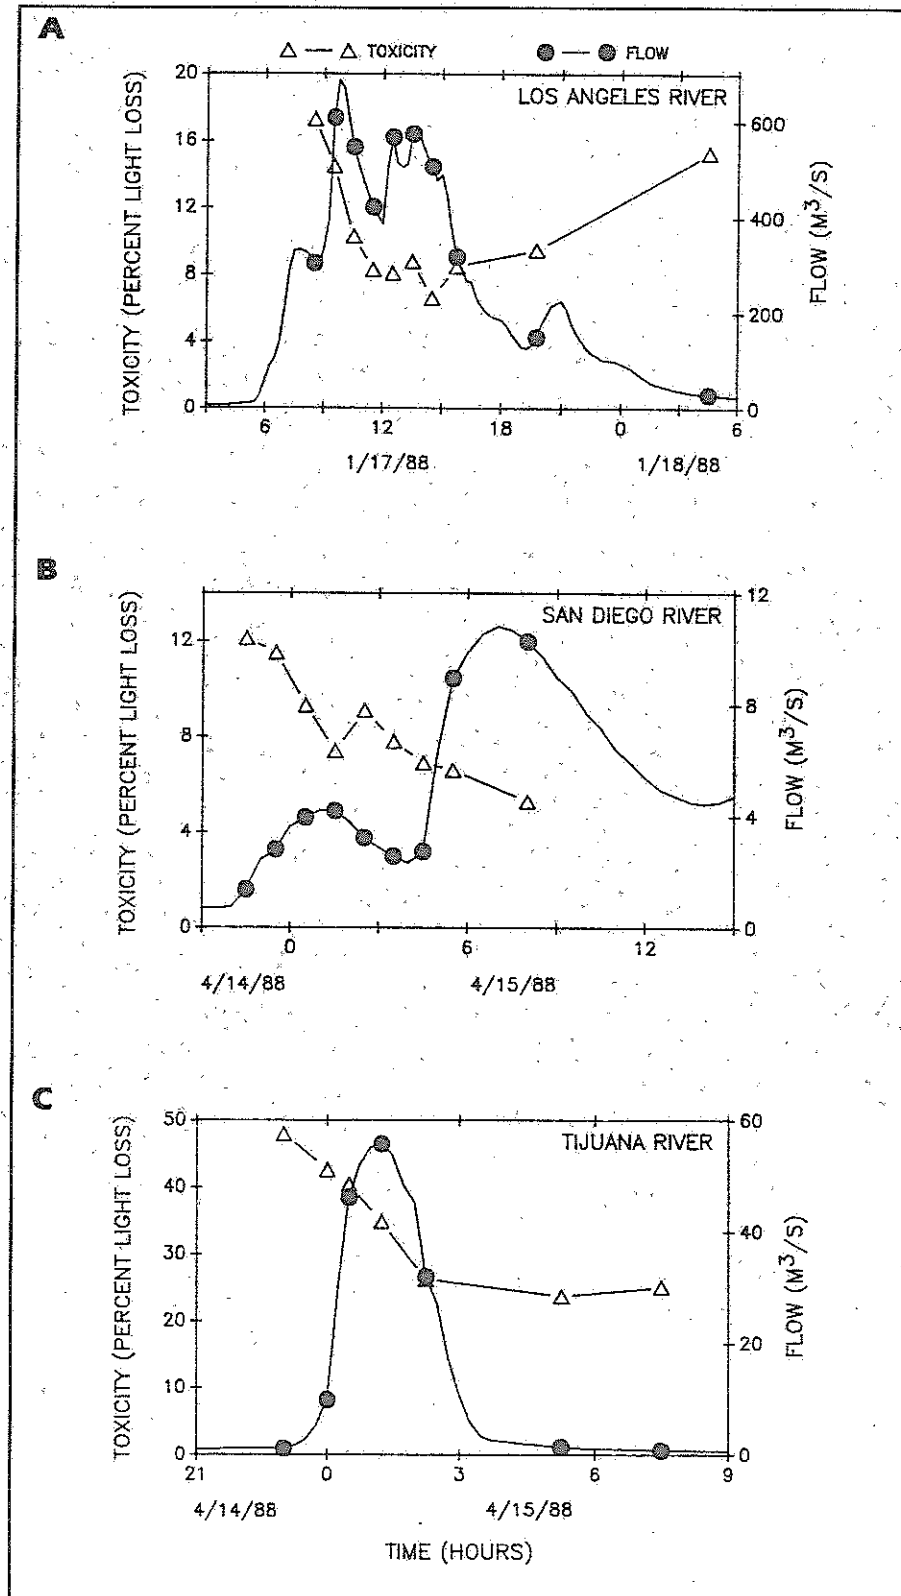 A
△ — △ TOXICITY ● — ● FLOW
LOS ANGELES RIVER
TOXICITY (PERCENT LIGHT LOSS)
20
16
12
8
4
0
FLOW (M³/S)
600
400
200
0
6 12 18 0 6
1/17/88 1/18/88
B
SAN DIEGO RIVER
TOXICITY (PERCENT LIGHT LOSS)
12
8
4
0
FLOW (M³/S)
12
8
4
0
0 6 12
4/14/88 4/15/88
C
TIJUANA RIVER
TOXICITY (PERCENT LIGHT LOSS)
50
40
30
20
10
0
FLOW (M³/S)
60
40
20
0
21 0 3 6 9
4/14/88 4/15/88
TIME (HOURS)